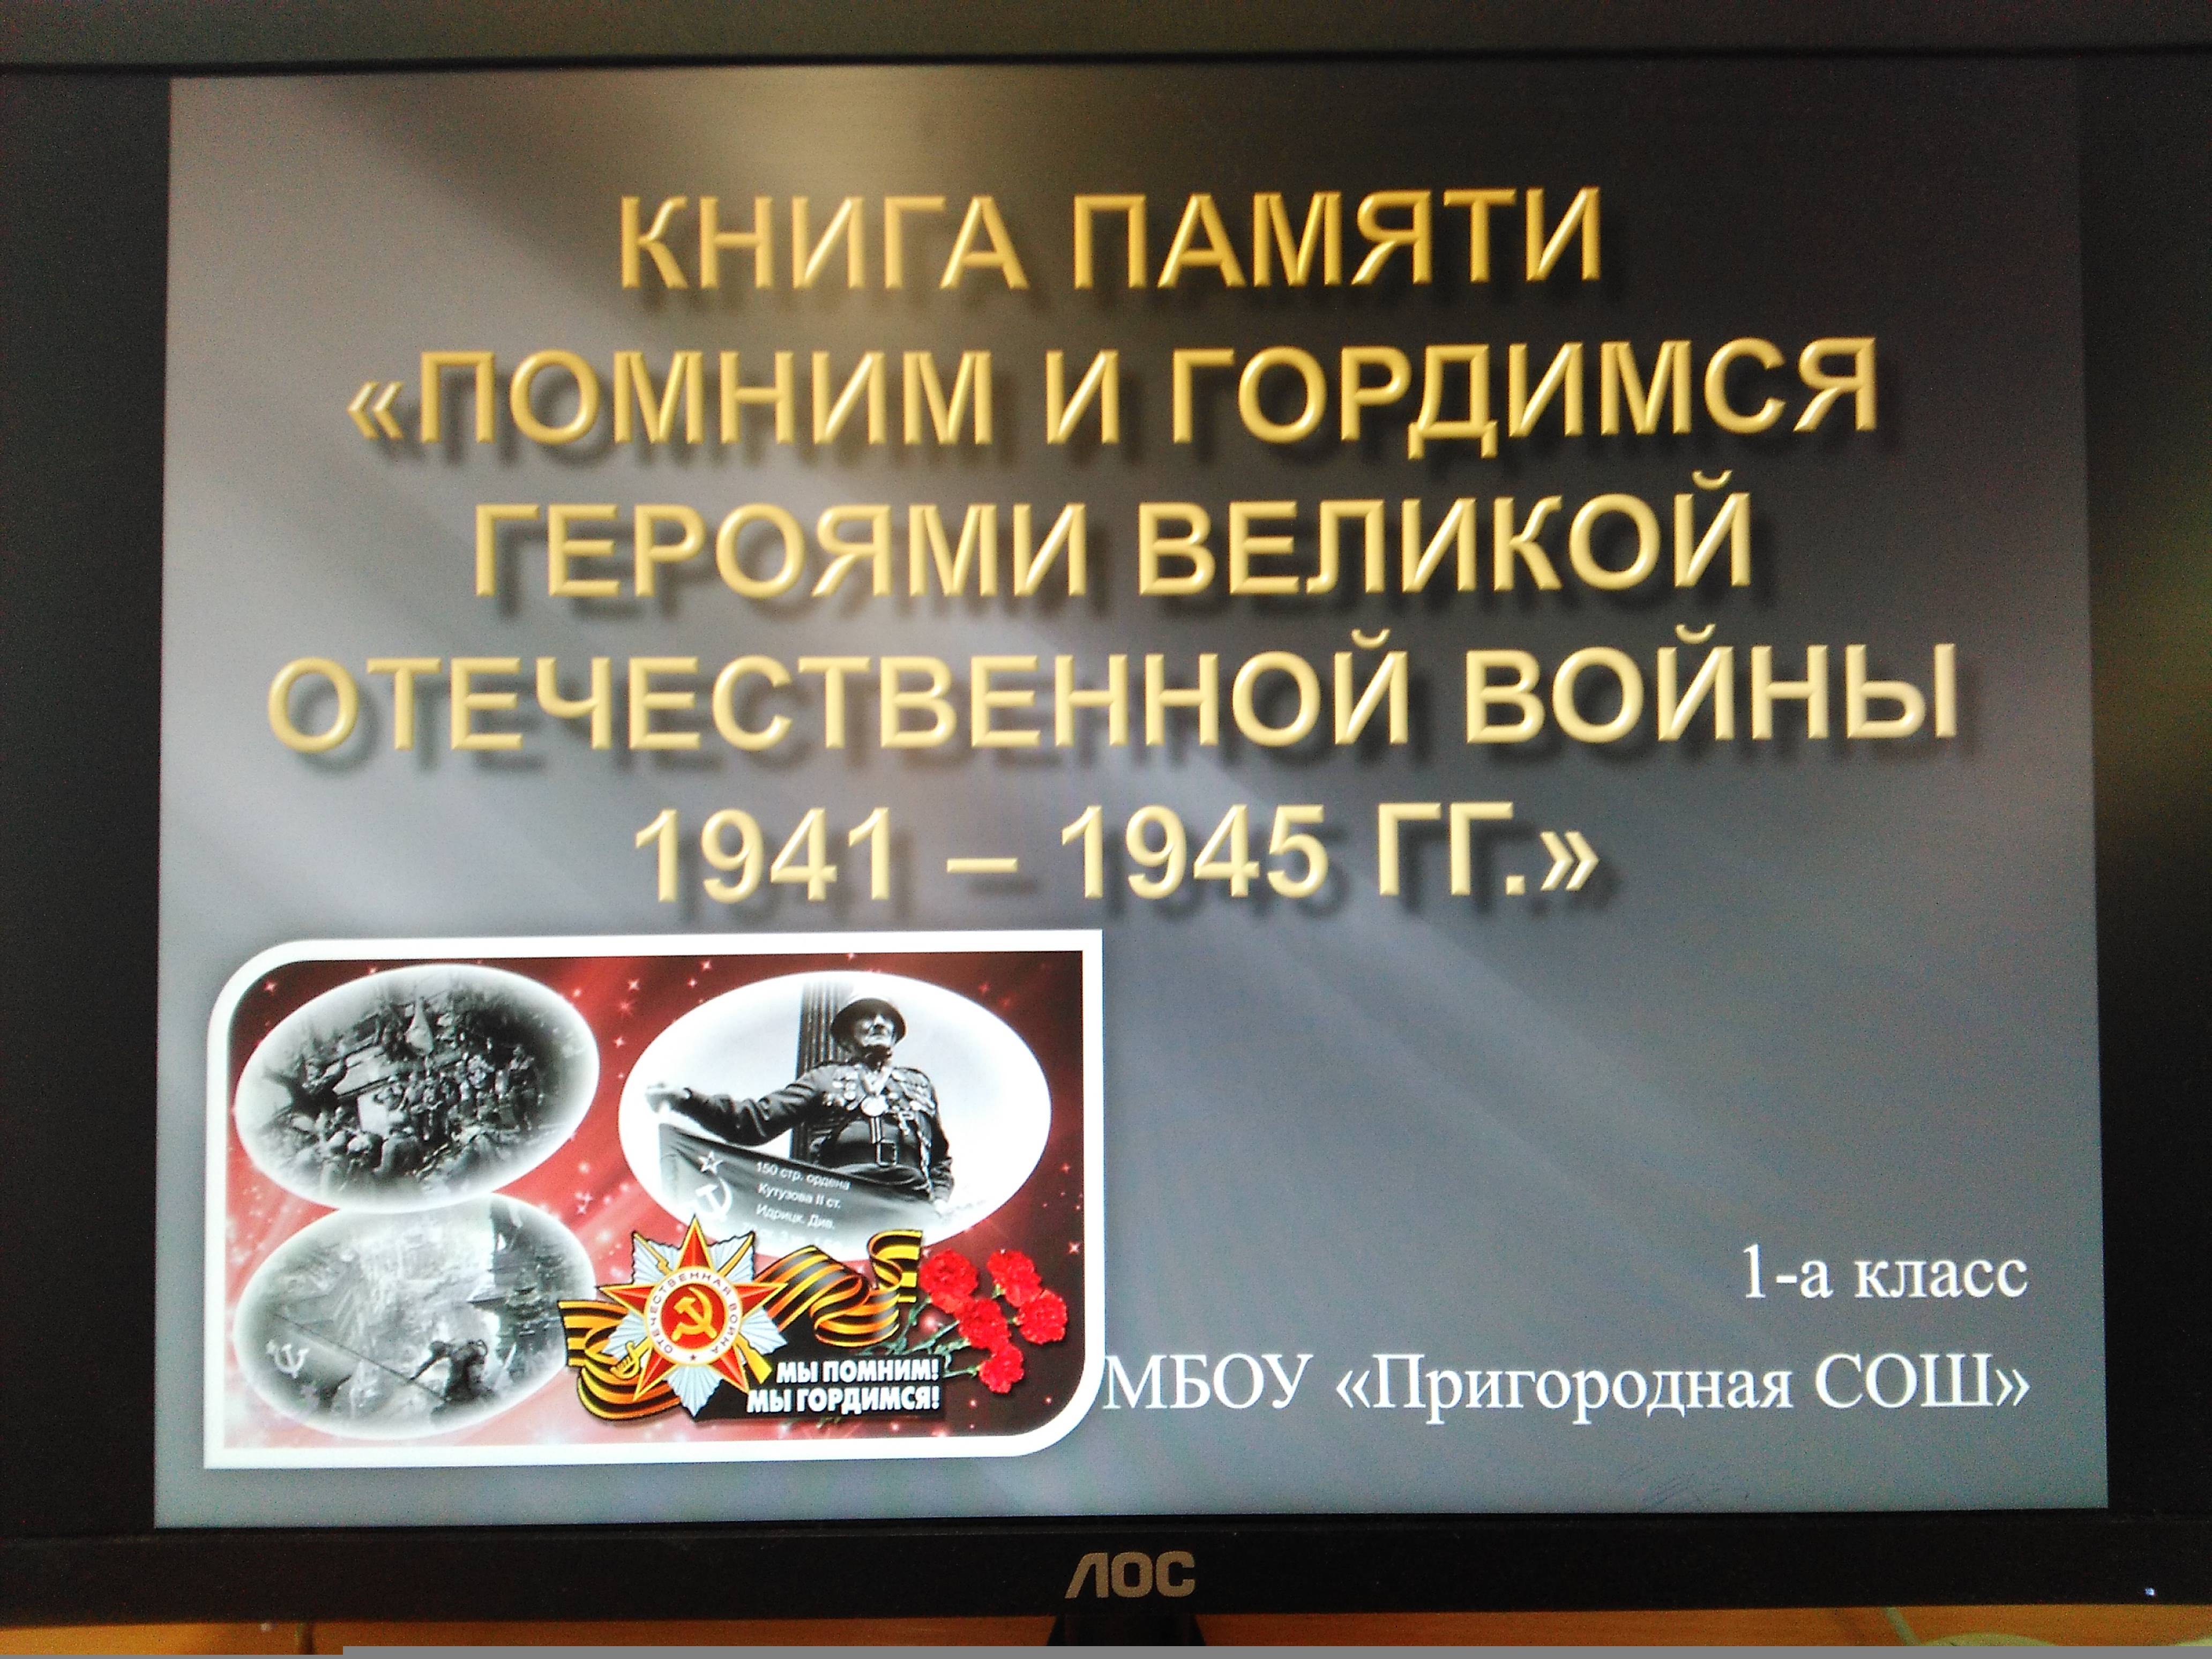 КНИГА ПАМЯТИ
«ПОМНИМ И ГОРДИМСЯ
ГЕРОЯМИ ВЕЛИКОЙ
ОТЕЧЕСТВЕННОЙ ВОЙНЫ
1941 – 1945 ГГ.»
150 стр. ордена
Кутузова II ст.
Идрицк. Див.
ОТЕЧЕСТВЕННАЯ ВОЙНА
МЫ ПОМНИМ!
МЫ ГОРДИМСЯ!
1-а класс
МБОУ «Пригородная СОШ»
AOC